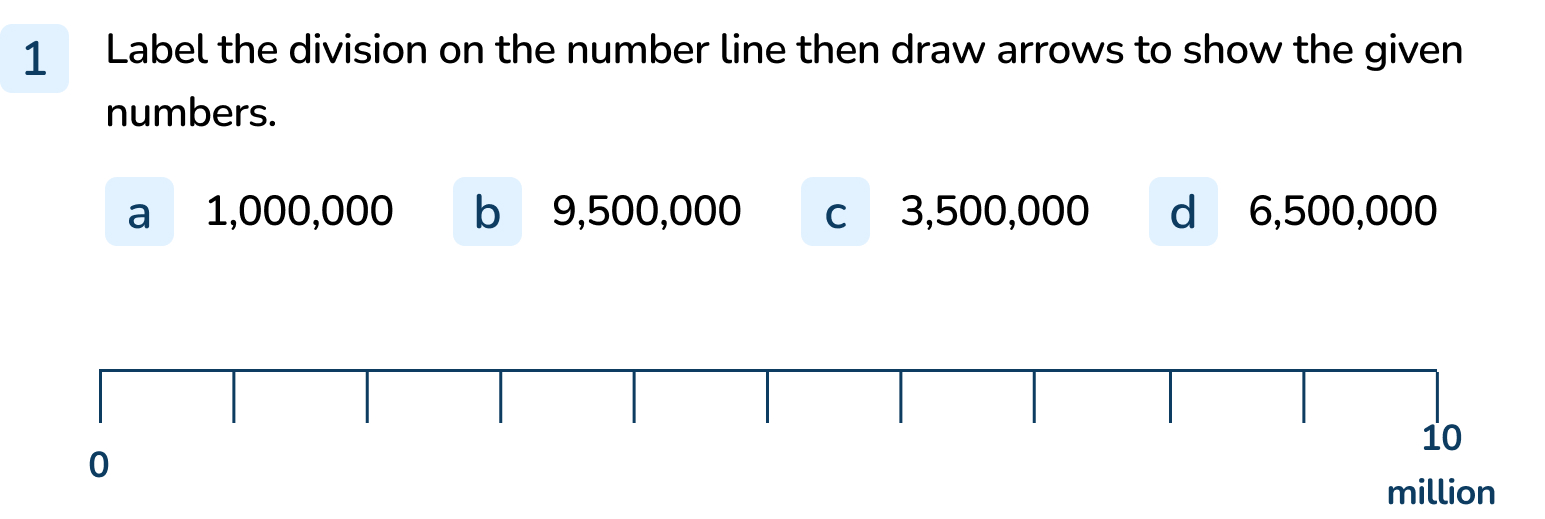 1 Label the division on the number line then draw arrows to show the given
numbers.
a 1,000,000 b 9,500,000 c 3,500,000 d 6,500,000
0 10
million